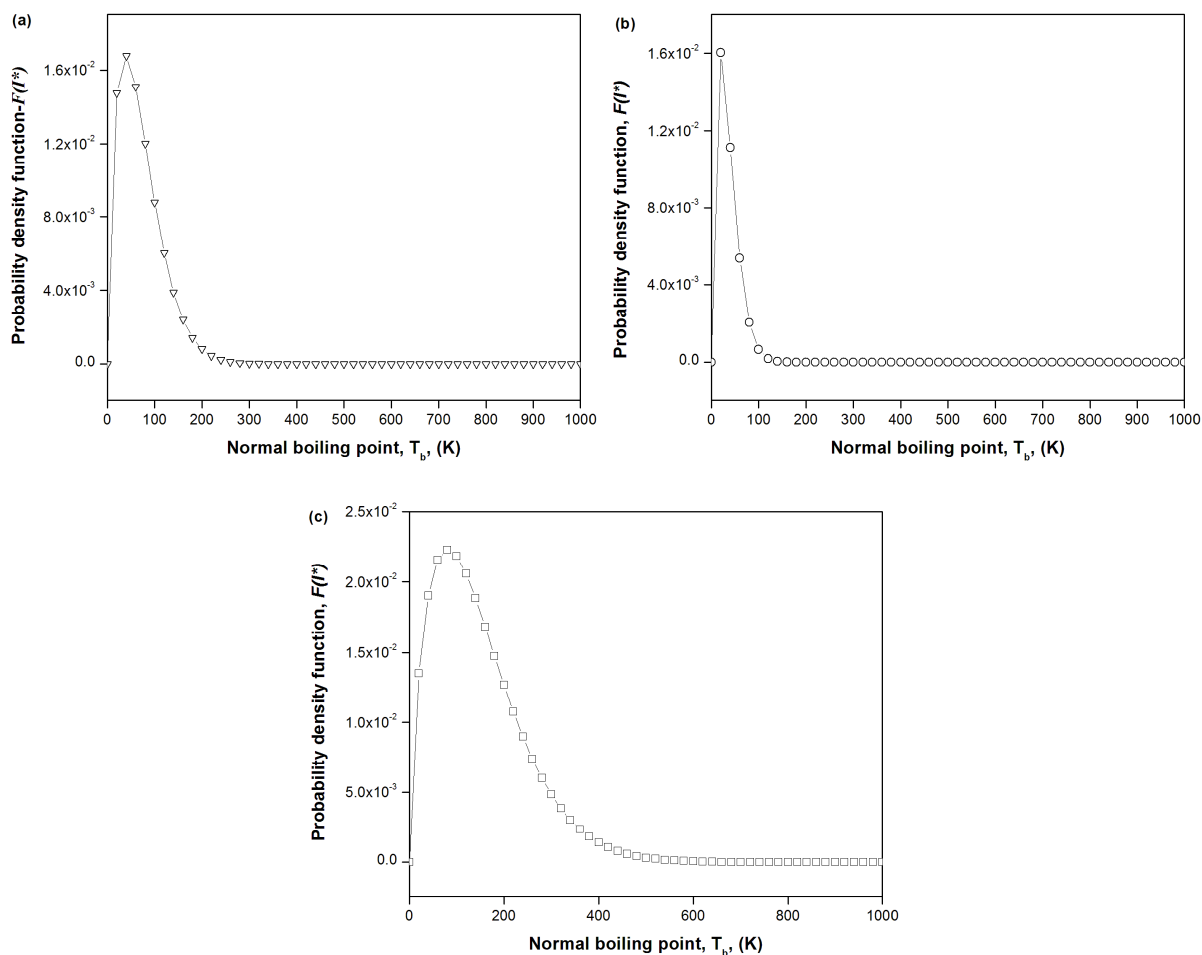 (a)
Probability density function-F(I*)
1.6x10⁻²
1.2x10⁻²
8.0x10⁻³
4.0x10⁻³
0.0
0 100 200 300 400 500 600 700 800 900 1000
Normal boiling point, T_b, (K)
(b)
Probability density function, F(I*)
1.6x10⁻²
1.2x10⁻²
8.0x10⁻³
4.0x10⁻³
0.0
0 100 200 300 400 500 600 700 800 900 1000
Normal boiling point, T_b, (K)
(c)
Probability density function, F(I*)
2.5x10⁻²
2.0x10⁻²
1.5x10⁻²
1.0x10⁻²
5.0x10⁻³
0.0
0 200 400 600 800 1000
Normal boiling point, T_b, (K)